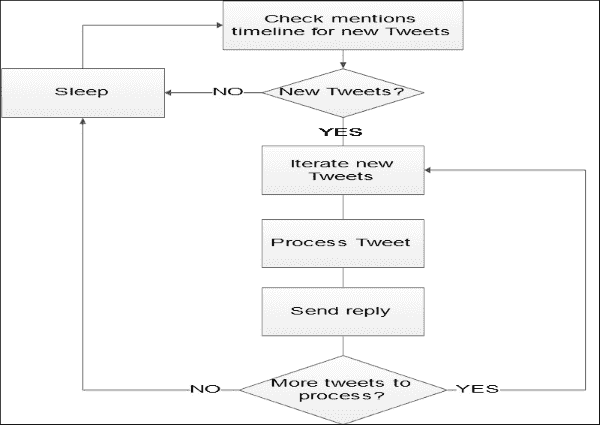 Check mentions
timeline for new Tweets
Sleep
NO
New Tweets?
YES
Iterate new
Tweets
Process Tweet
Send reply
NO
More tweets to
process?
YES